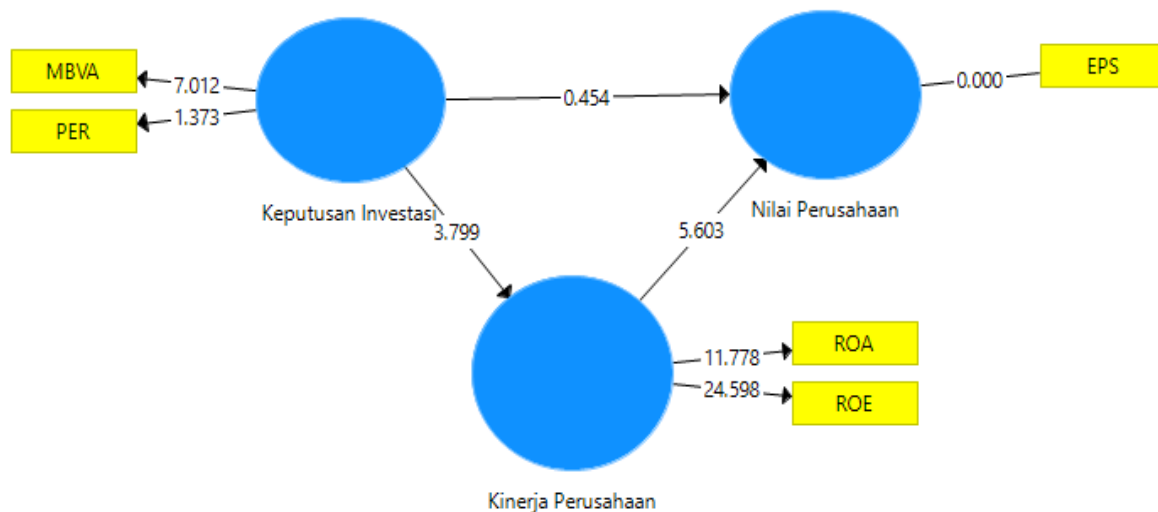 MBVA
7.012
PER
1.373
Keputusan Investasi
0.454
Nilai Perusahaan
0.000
EPS
3.799
5.603
Kinerja Perusahaan
11.778
ROA
24.598
ROE